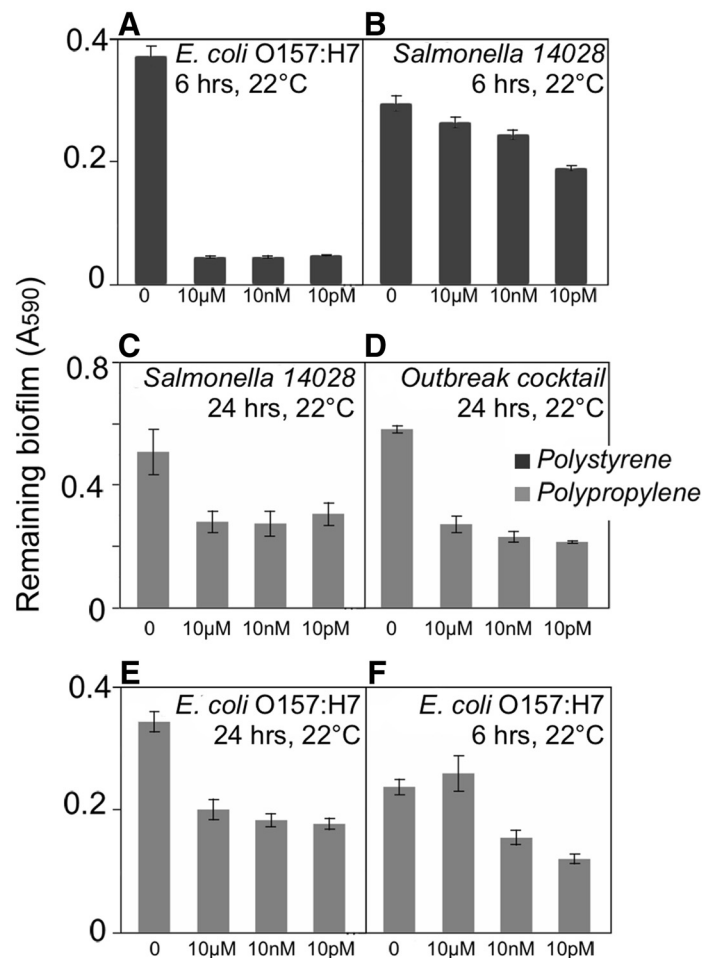 A
B
0.4
E. coli O157:H7
6 hrs, 22°C
Salmonella 14028
6 hrs, 22°C
0.2
0
0 10µM 10nM 10pM
0 10µM 10nM 10pM
Remaining biofilm (A590)
C
D
0.8
Salmonella 14028
24 hrs, 22°C
Outbreak cocktail
24 hrs, 22°C
Polystyrene
Polypropylene
0.4
0
0 10µM 10nM 10pM
0 10µM 10nM 10pM
E
F
0.4
E. coli O157:H7
24 hrs, 22°C
E. coli O157:H7
6 hrs, 22°C
0.2
0
0 10µM 10nM 10pM
0 10µM 10nM 10pM